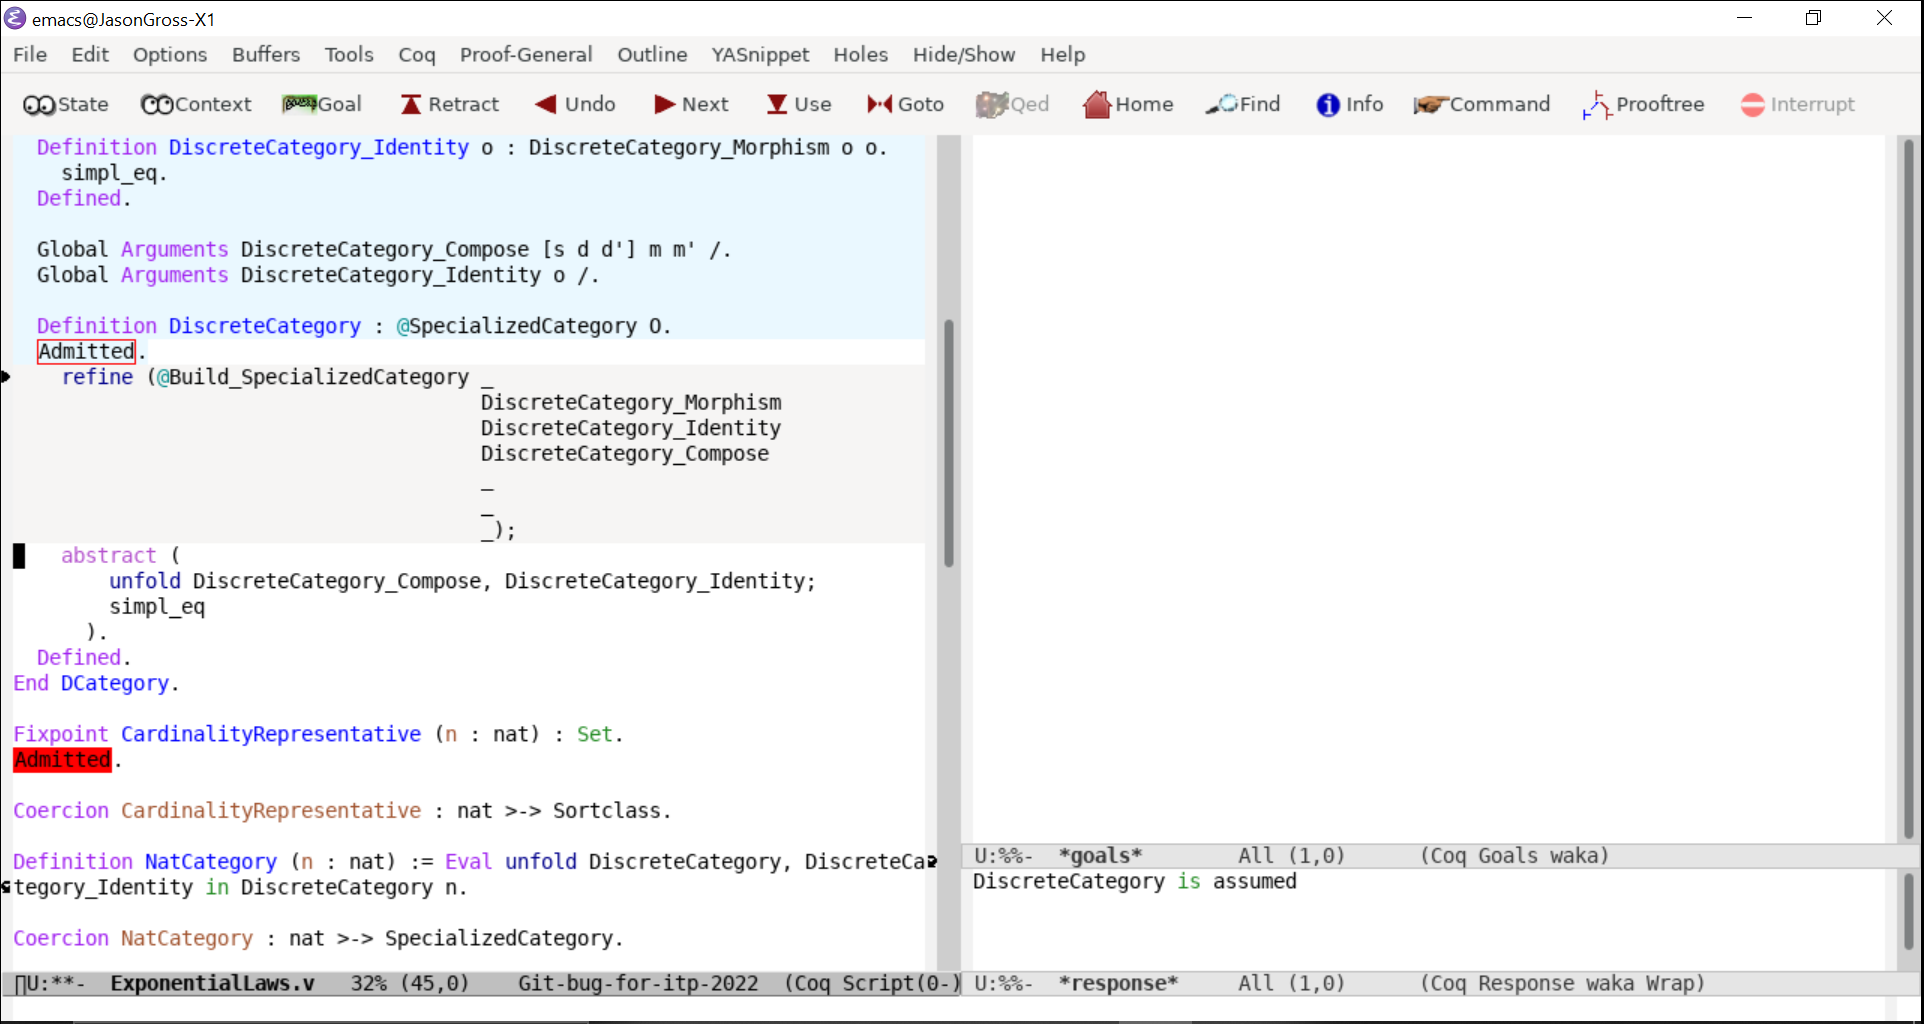 emacs@JasonGross-X1
File Edit Options Buffers Tools Coq Proof-General Outline YASnippet Holes Hide/Show Help
State Context Goal Retract Undo Next Use Goto Qed Home Find Info Command Prooftree Interrupt
Definition DiscreteCategory_Identity o : DiscreteCategory_Morphism o o.
simpl_eq.
Defined.
Global Arguments DiscreteCategory_Compose [s d d'] m m' /.
Global Arguments DiscreteCategory_Identity o /.
Definition DiscreteCategory : @SpecializedCategory O.
Admitted.
refine (@Build_SpecializedCategory _
DiscreteCategory_Morphism
DiscreteCategory_Identity
DiscreteCategory_Compose
_
_
_);
abstract (
unfold DiscreteCategory_Compose, DiscreteCategory_Identity;
simpl_eq
).
Defined.
End DCategory.
Fixpoint CardinalityRepresentative (n : nat) : Set.
Admitted.
Coercion CardinalityRepresentative : nat >-> Sortclass.
Definition NatCategory (n : nat) := Eval unfold DiscreteCategory, DiscreteCa
tegory_Identity in DiscreteCategory n.
Coercion NatCategory : nat >-> SpecializedCategory.
U:**- ExponentialLaws.v 32% (45,0) Git-bug-for-itp-2022 (Coq Script(0-)
U:%%- *goals* All (1,0) (Coq Goals waka)
DiscreteCategory is assumed
U:%%- *response* All (1,0) (Coq Response waka Wrap)